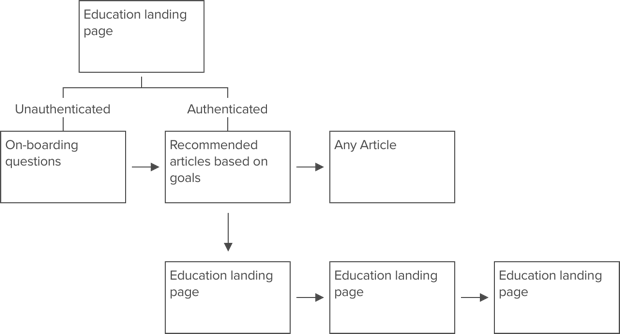 Education landing
page
Unauthenticated
Authenticated
On-boarding
questions
Recommended
articles based on
goals
Any Article
Education landing
page
Education landing
page
Education landing
page